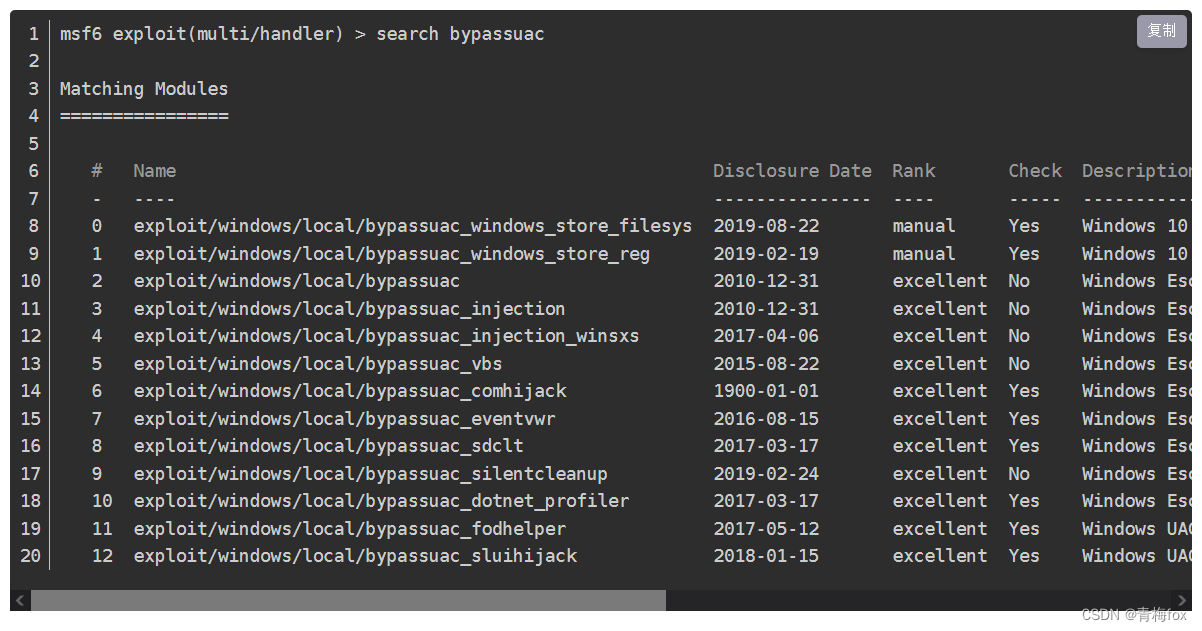 1 msf6 exploit(multi/handler) > search bypassuac 复制
2
3 Matching Modules
4 ================
5
6 # Name Disclosure Date Rank Check Description
7 - ---- --------------- ---- ----- -----------
8 0 exploit/windows/local/bypassuac_windows_store_filesys 2019-08-22 manual Yes Windows 10
9 1 exploit/windows/local/bypassuac_windows_store_reg 2019-02-19 manual Yes Windows 10
10 2 exploit/windows/local/bypassuac 2010-12-31 excellent No Windows Esc
11 3 exploit/windows/local/bypassuac_injection 2010-12-31 excellent No Windows Esc
12 4 exploit/windows/local/bypassuac_injection_winsxs 2017-04-06 excellent No Windows Esc
13 5 exploit/windows/local/bypassuac_vbs 2015-08-22 excellent No Windows Esc
14 6 exploit/windows/local/bypassuac_comhijack 1900-01-01 excellent Yes Windows Esc
15 7 exploit/windows/local/bypassuac_eventvwr 2016-08-15 excellent Yes Windows Esc
16 8 exploit/windows/local/bypassuac_sdclt 2017-03-17 excellent Yes Windows Esc
17 9 exploit/windows/local/bypassuac_silentcleanup 2019-02-24 excellent No Windows Esc
18 10 exploit/windows/local/bypassuac_dotnet_profiler 2017-03-17 excellent Yes Windows Esc
19 11 exploit/windows/local/bypassuac_fodhelper 2017-05-12 excellent Yes Windows UAC
20 12 exploit/windows/local/bypassuac_sluihijack 2018-01-15 excellent Yes Windows UAC
CSDN @青梅fox